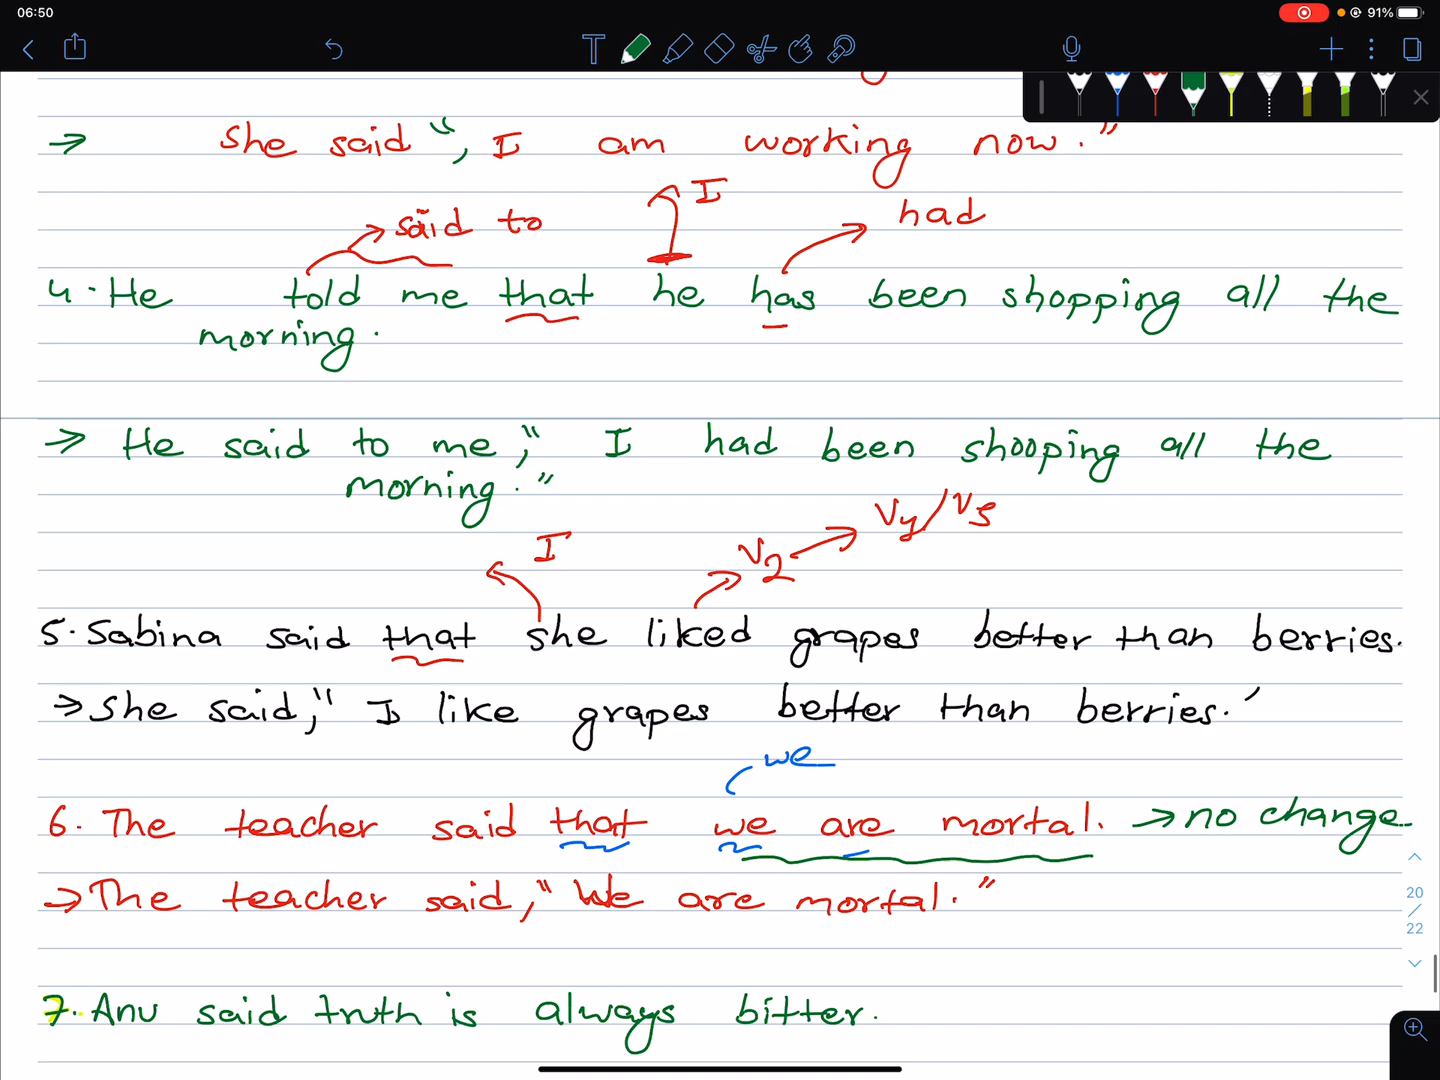 06:50
91%
→ She said", I am working now."
I
said to
had
4. He told me that he has been shopping all the
morning.
→ He said to me," I had been shooping all the
morning."
V4/V5
I
V2
5. Sabina said that she liked grapes better than berries.
→ She said," I like grapes better than berries.'
we
6. The teacher said that we are mortal. → no change
→ The teacher said," We are mortal."
20
/
22
7. Anu said truth is always bitter.